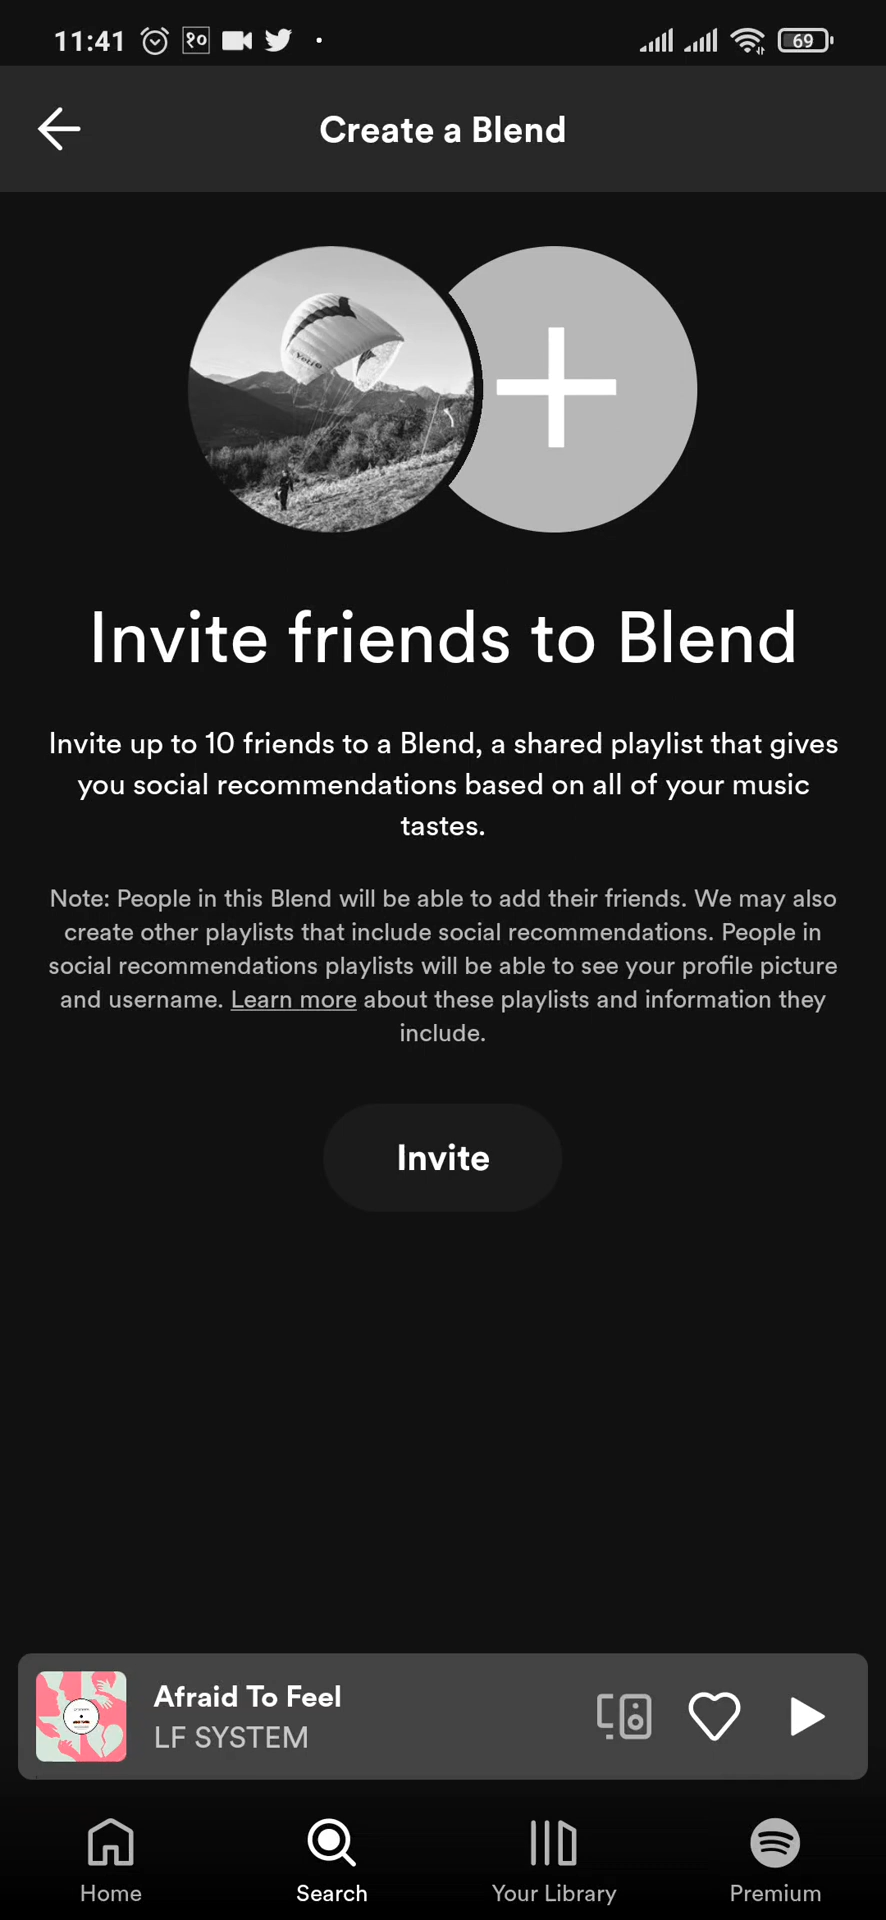 11:41 १० 69
Create a Blend
Yeti
Invite friends to Blend
Invite up to 10 friends to a Blend, a shared playlist that gives
you social recommendations based on all of your music
tastes.
Note: People in this Blend will be able to add their friends. We may also
create other playlists that include social recommendations. People in
social recommendations playlists will be able to see your profile picture
and username. Learn more about these playlists and information they
include.
Invite
Afraid To Feel
LF SYSTEM
Home Search Your Library Premium